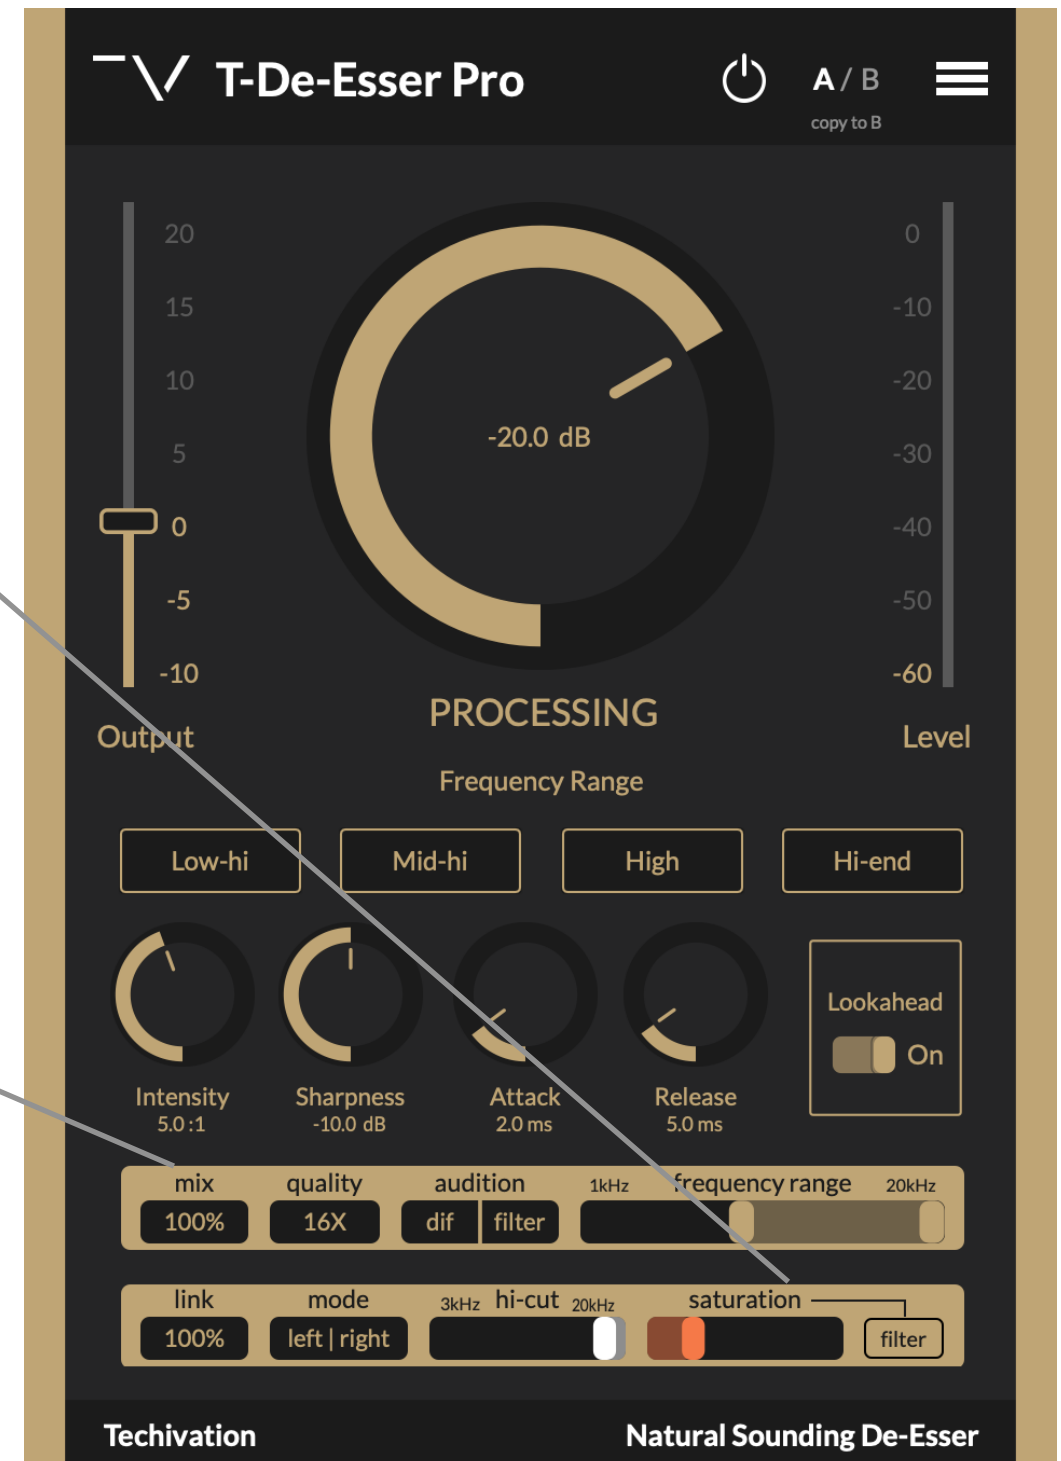 T-De-Esser Pro
A / B
copy to B
20
15
10
5
0
-5
-10
Output
-20.0 dB
PROCESSING
0
-10
-20
-30
-40
-50
-60
Level
Frequency Range
Low-hi Mid-hi High Hi-end
Intensity
5.0 :1
Sharpness
-10.0 dB
Attack
2.0 ms
Release
5.0 ms
Lookahead
On
mix quality audition 1kHz frequency range 20kHz
100% 16X dif filter
link mode 3kHz hi-cut 20kHz saturation
100% left | right filter
Techivation Natural Sounding De-Esser